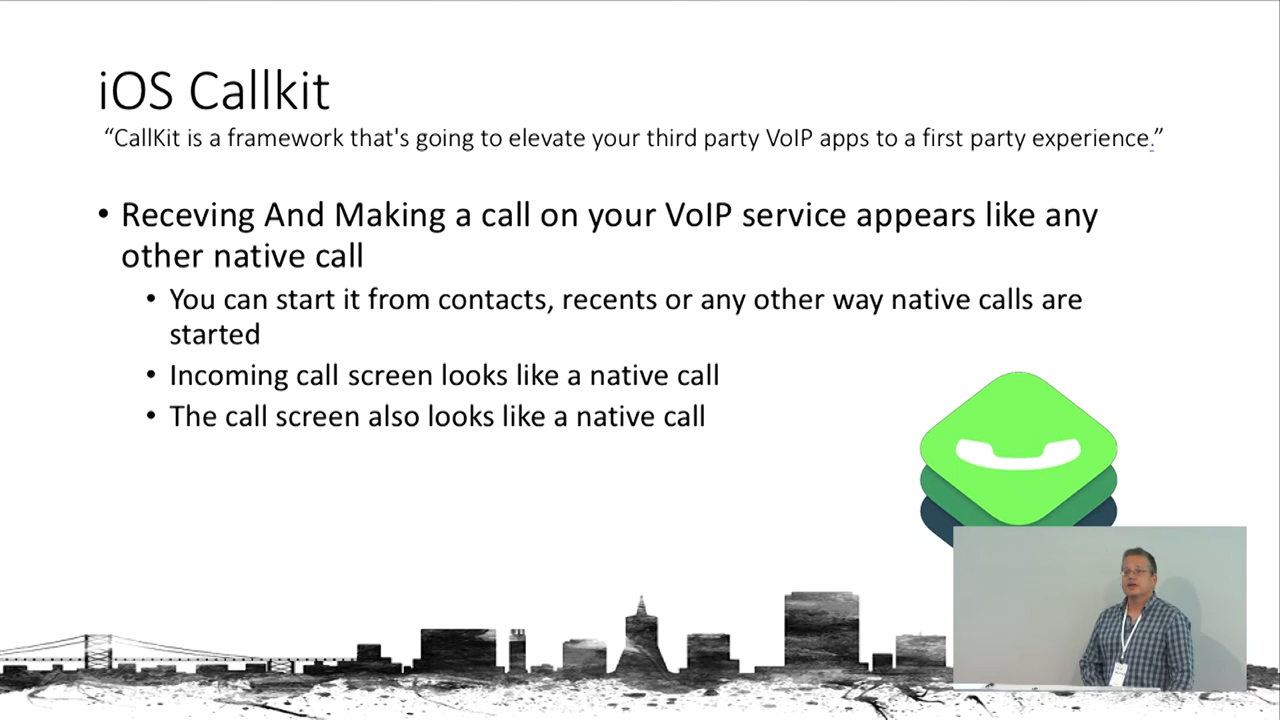 iOS Callkit
“CallKit is a framework that's going to elevate your third party VoIP apps to a first party experience.”
• Receving And Making a call on your VoIP service appears like any
other native call
• You can start it from contacts, recents or any other way native calls are
started
• Incoming call screen looks like a native call
• The call screen also looks like a native call